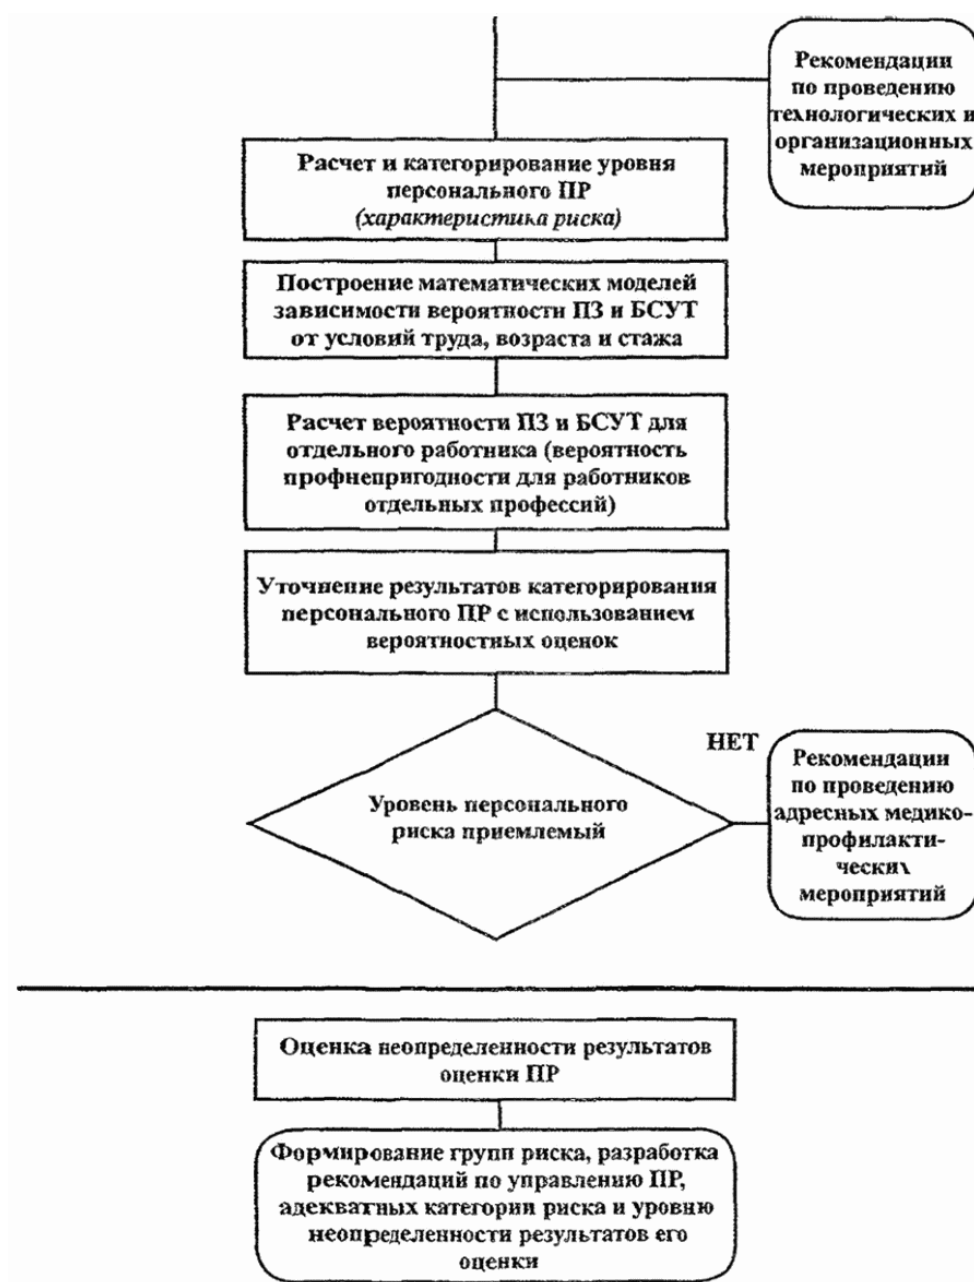 Рекомендации
по проведению
технологических и
организационных
мероприятий
Расчет и категорирование уровня
персонального ПР
(характеристика риска)
Построение математических моделей
зависимости вероятности ПЗ и БСУТ
от условий труда, возраста и стажа
Расчет вероятности ПЗ и БСУТ для
отдельного работника (вероятность
профнепригодности для работников
отдельных профессий)
Уточнение результатов категорирования
персонального ПР с использованием
вероятностных оценок
Уровень персонального
риска приемлемый
НЕТ
Рекомендации
по проведению
адресных медико-
профилакти-
ческих
мероприятий
Оценка неопределенности результатов
оценки ПР
Формирование групп риска, разработка
рекомендаций по управлению ПР,
адекватных категории риска и уровню
неопределенности результатов его
оценки